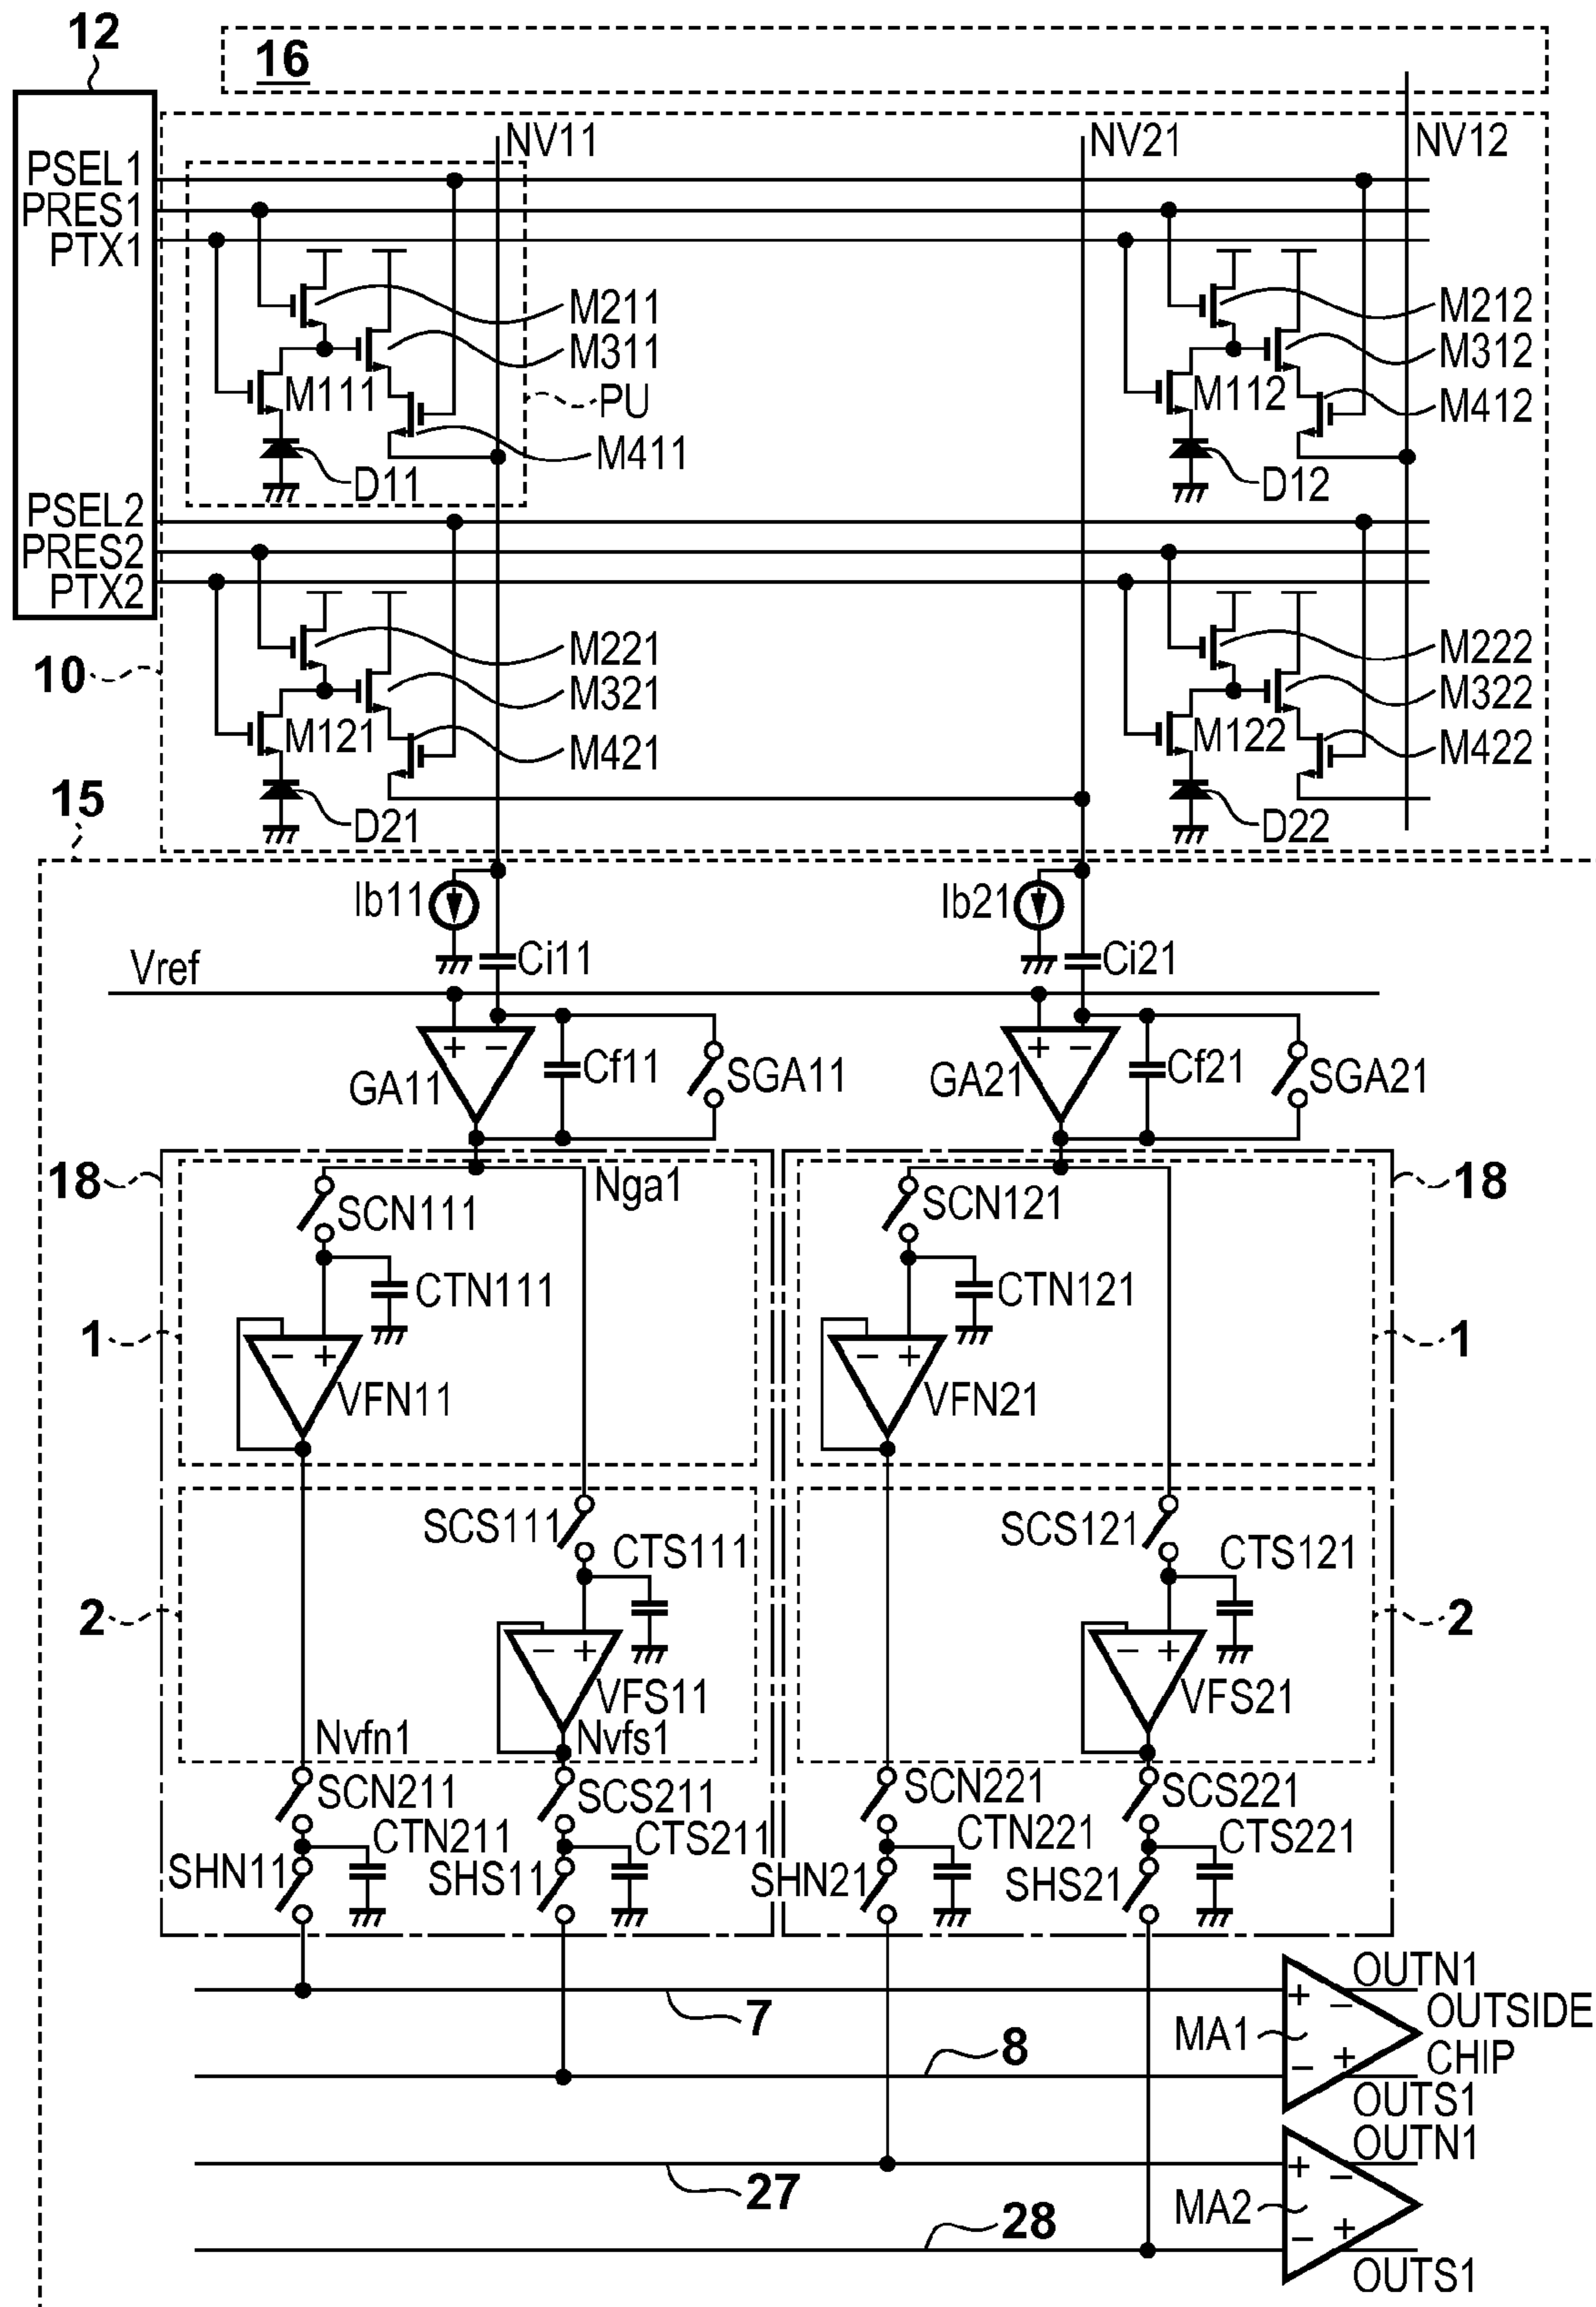 12
16
NV11
NV21
NV12
PSEL1
PRES1
PTX1
M211
M212
M311
M312
M111
PU
M112
M412
M411
D11
D12
PSEL2
PRES2
PTX2
M221
M222
10
M321
M322
M121
M421
M122
M422
15
D21
D22
Ib11
Ib21
Vref
Ci11
Ci21
+ −
+ −
GA11
Cf11
SGA11
GA21
Cf21
SGA21
18
Nga1
18
SCN111
SCN121
CTN111
CTN121
1
1
− +
− +
VFN11
VFN21
SCS111
SCS121
CTS111
CTS121
2
2
− +
− +
VFS11
VFS21
Nvfn1
Nvfs1
SCN211
SCS211
SCN221
SCS221
CTN211
CTS211
CTN221
CTS221
SHN11
SHS11
SHN21
SHS21
OUTN1
+ −
7
OUTSIDE
MA1
8
CHIP
− +
OUTS1
OUTN1
+ −
27
MA2
28
− +
OUTS1